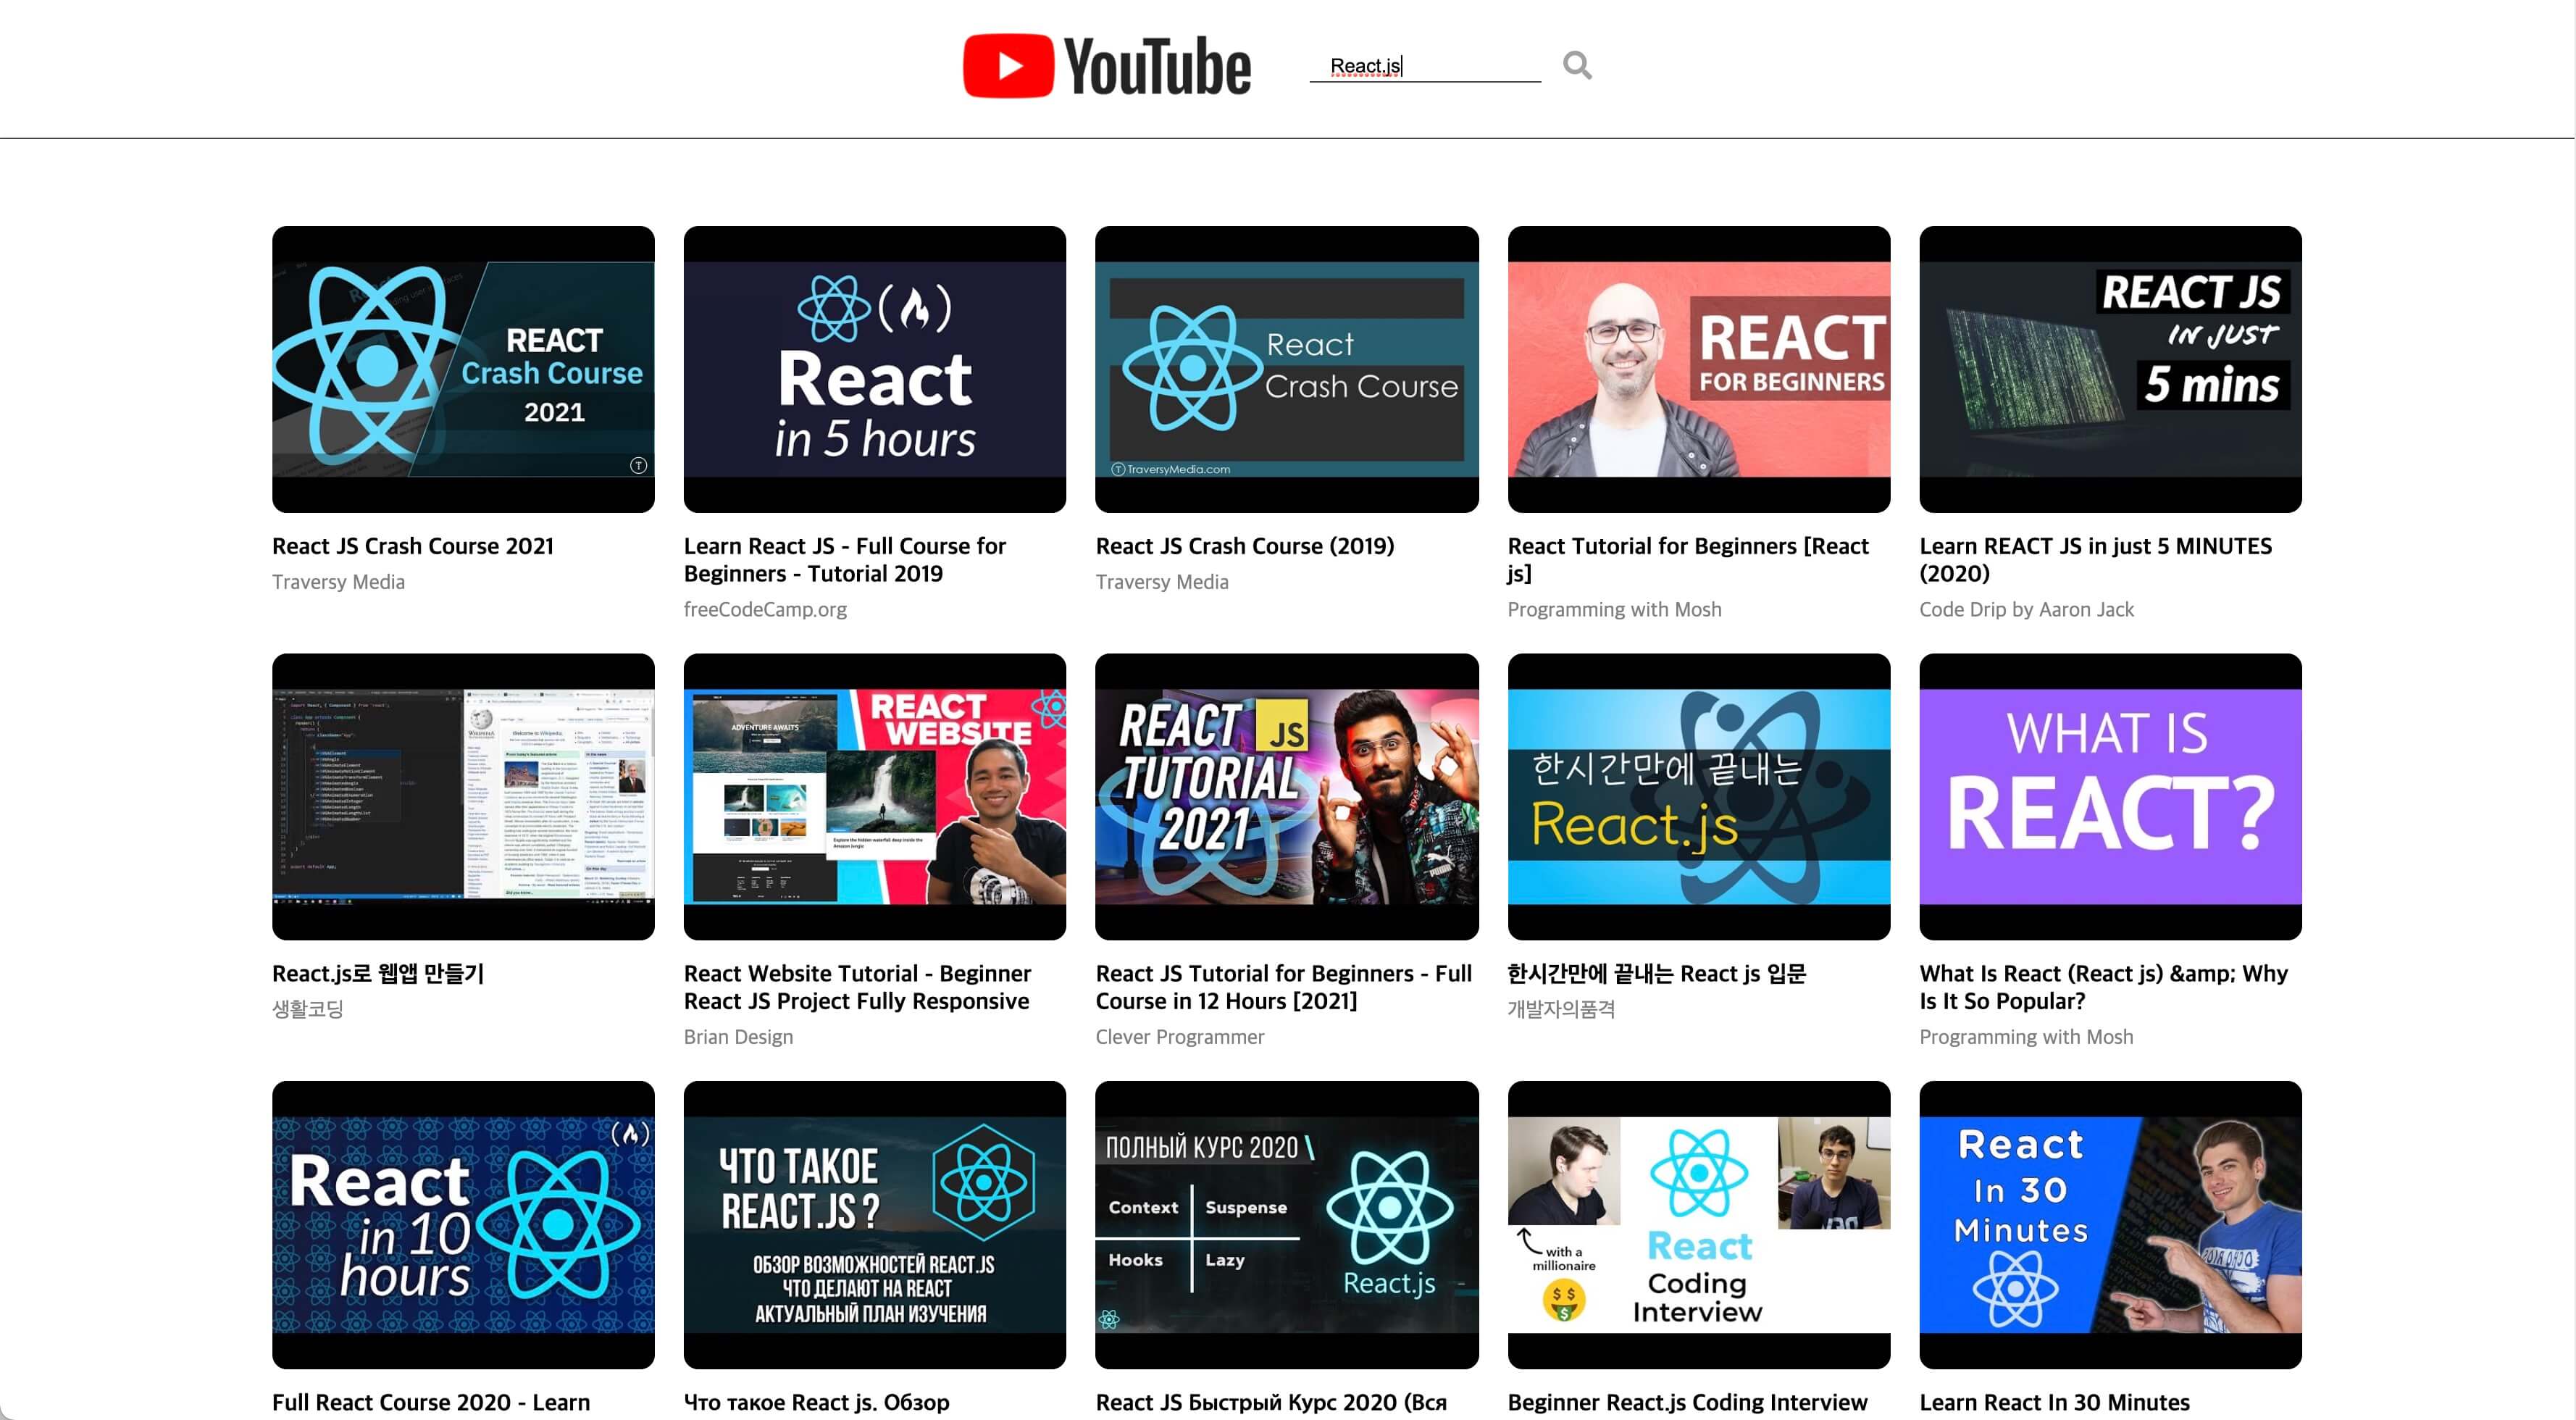 YouTube
React.js
REACT
Crash Course
2021
React JS Crash Course 2021
Traversy Media
React
in 5 hours
Learn React JS - Full Course for
Beginners - Tutorial 2019
freeCodeCamp.org
React
Crash Course
TraversyMedia.com
React JS Crash Course (2019)
Traversy Media
REACT
FOR BEGINNERS
React Tutorial for Beginners [React
js]
Programming with Mosh
REACT JS
IN JUST
5 mins
Learn REACT JS in just 5 MINUTES
(2020)
Code Drip by Aaron Jack
React.js로 웹앱 만들기
생활코딩
REACT
WEBSITE
ADVENTURE AWAITS
Explore the hidden waterfall deep inside the
Amazon Jungle
React Website Tutorial - Beginner
React JS Project Fully Responsive
Brian Design
REACT JS
TUTORIAL
2021
React JS Tutorial for Beginners - Full
Course in 12 Hours [2021]
Clever Programmer
한시간만에 끝내는
React.js
한시간만에 끝내는 React js 입문
개발자의품격
WHAT IS
REACT?
What Is React (React js) &amp; Why
Is It So Popular?
Programming with Mosh
React
in 10
hours
Full React Course 2020 - Learn
ЧТО ТАКОЕ
REACT.JS ?
ОБЗОР ВОЗМОЖНОСТЕЙ REACT.JS
ЧТО ДЕЛАЮТ НА REACT
АКТУАЛЬНЫЙ ПЛАН ИЗУЧЕНИЯ
Что такое React js. Обзор
ПОЛНЫЙ КУРС 2020 \
Context Suspense
Hooks Lazy
React.js
React JS Быстрый Курс 2020 (Вся
with a
millionaire
React
Coding
Interview
Beginner React.js Coding Interview
React
In 30
Minutes
Learn React In 30 Minutes